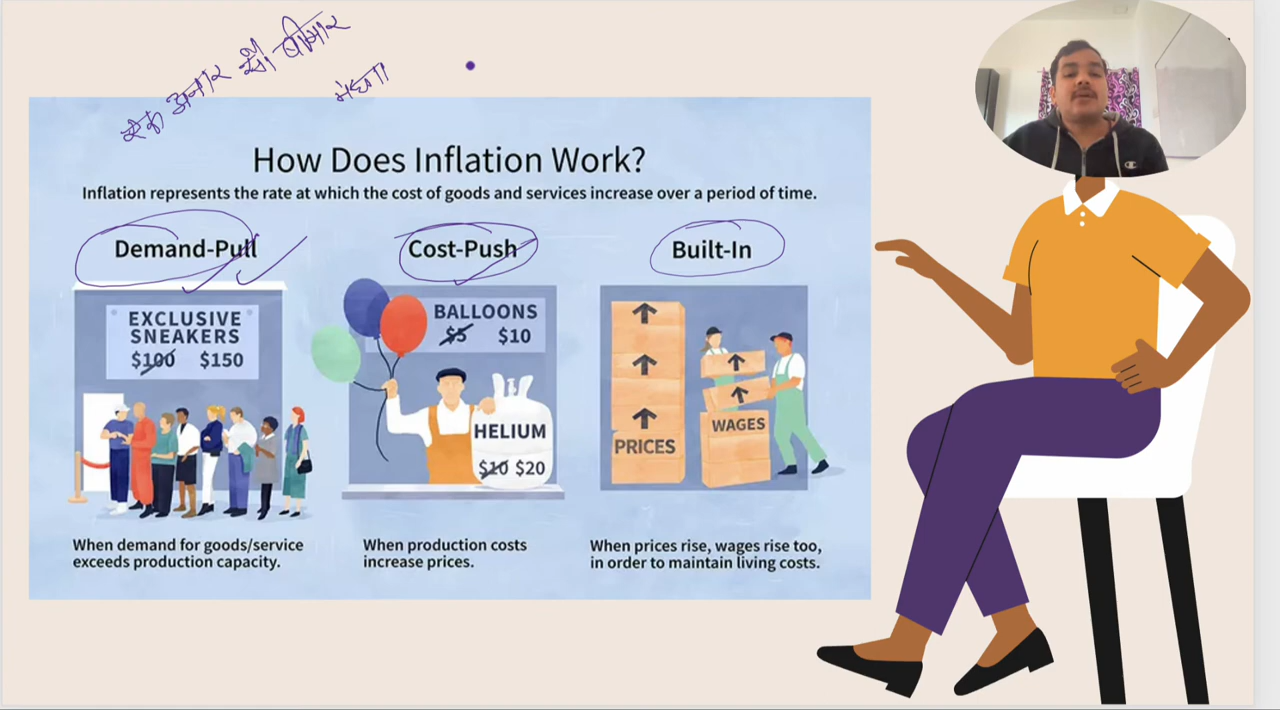 एक अनार सौ बीमार
How Does Inflation Work?
Inflation represents the rate at which the cost of goods and services increase over a period of time.
Demand-Pull
EXCLUSIVE
SNEAKERS
$100 $150
When demand for goods/service
exceeds production capacity.
Cost-Push
BALLOONS
$5 $10
HELIUM
$10 $20
When production costs
increase prices.
Built-In
PRICES
WAGES
When prices rise, wages rise too,
in order to maintain living costs.